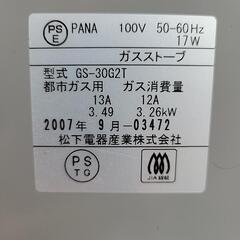 PS
E
PANA 100V 50-60Hz
17W
ガスストーブ
型式 GS-30G2T
都市ガス用 ガス消費量
13A 12A
3.49 3.26kW
2007年 9月-03472
松下電器産業株式会社
PS
TG